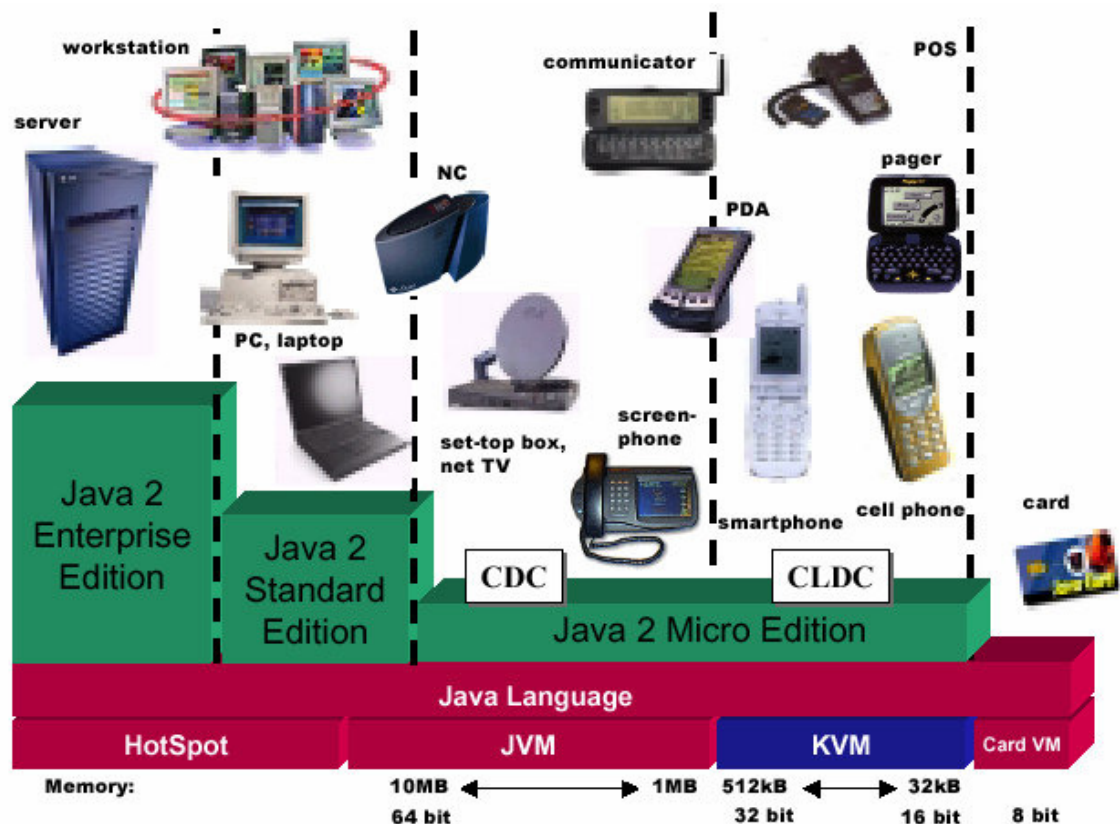 workstation
server
communicator
POS
NC
pager
PDA
PC, laptop
set-top box,
net TV
screen-
phone
smartphone
cell phone
card
Java 2
Enterprise
Edition
Java 2
Standard
Edition
CDC
CLDC
Java 2 Micro Edition
Java Language
HotSpot
JVM
KVM
Card VM
Memory:
10MB
1MB
512kB
32kB
64 bit
32 bit
16 bit
8 bit